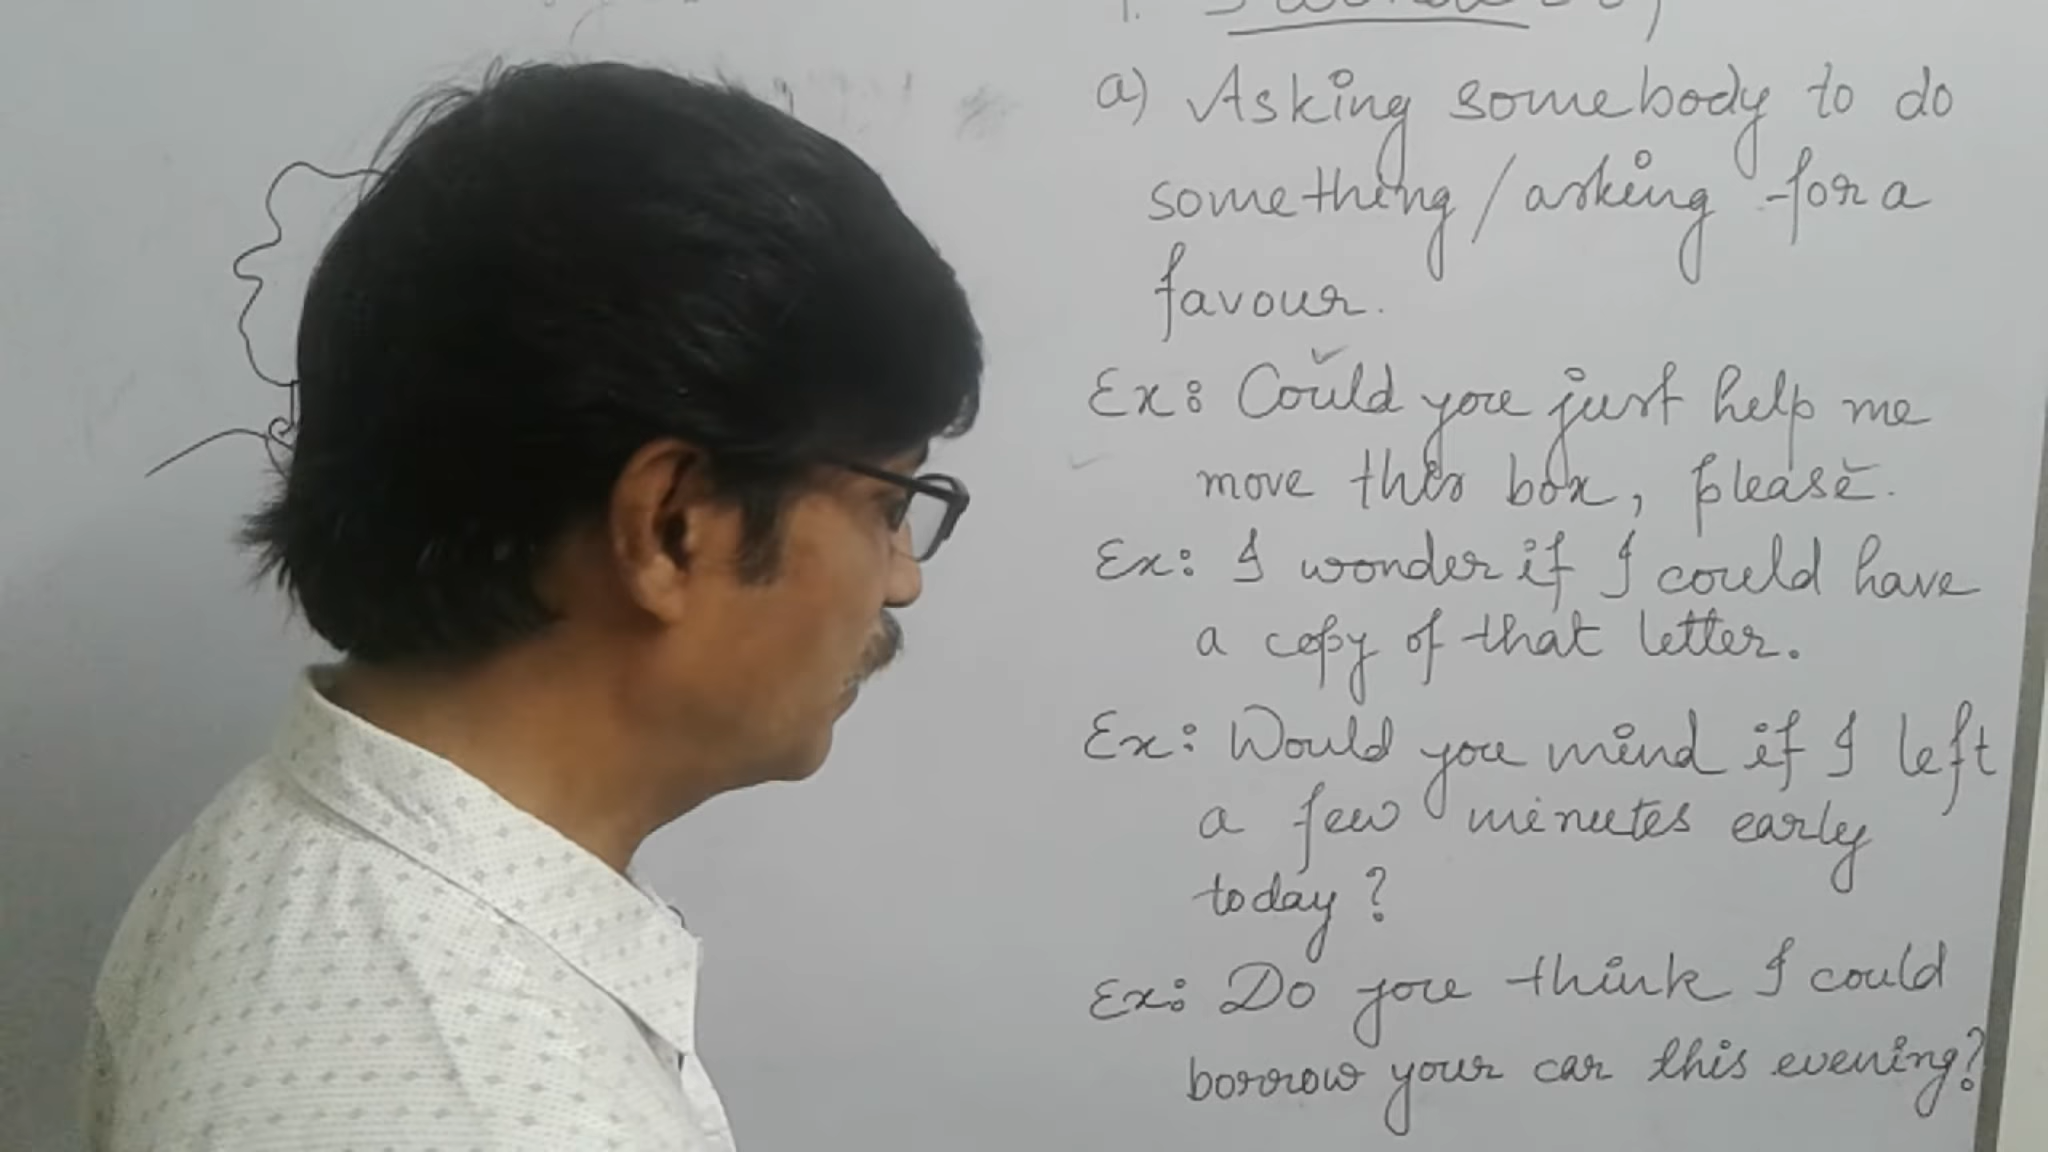 1.
a) Asking somebody to do
something / asking for a
favour.
Ex: Could you just help me
move this box, please.
Ex: I wonder if I could have
a copy of that letter.
Ex: Would you mind if I left
a few minutes early
today?
Ex: Do you think I could
borrow your car this evening?